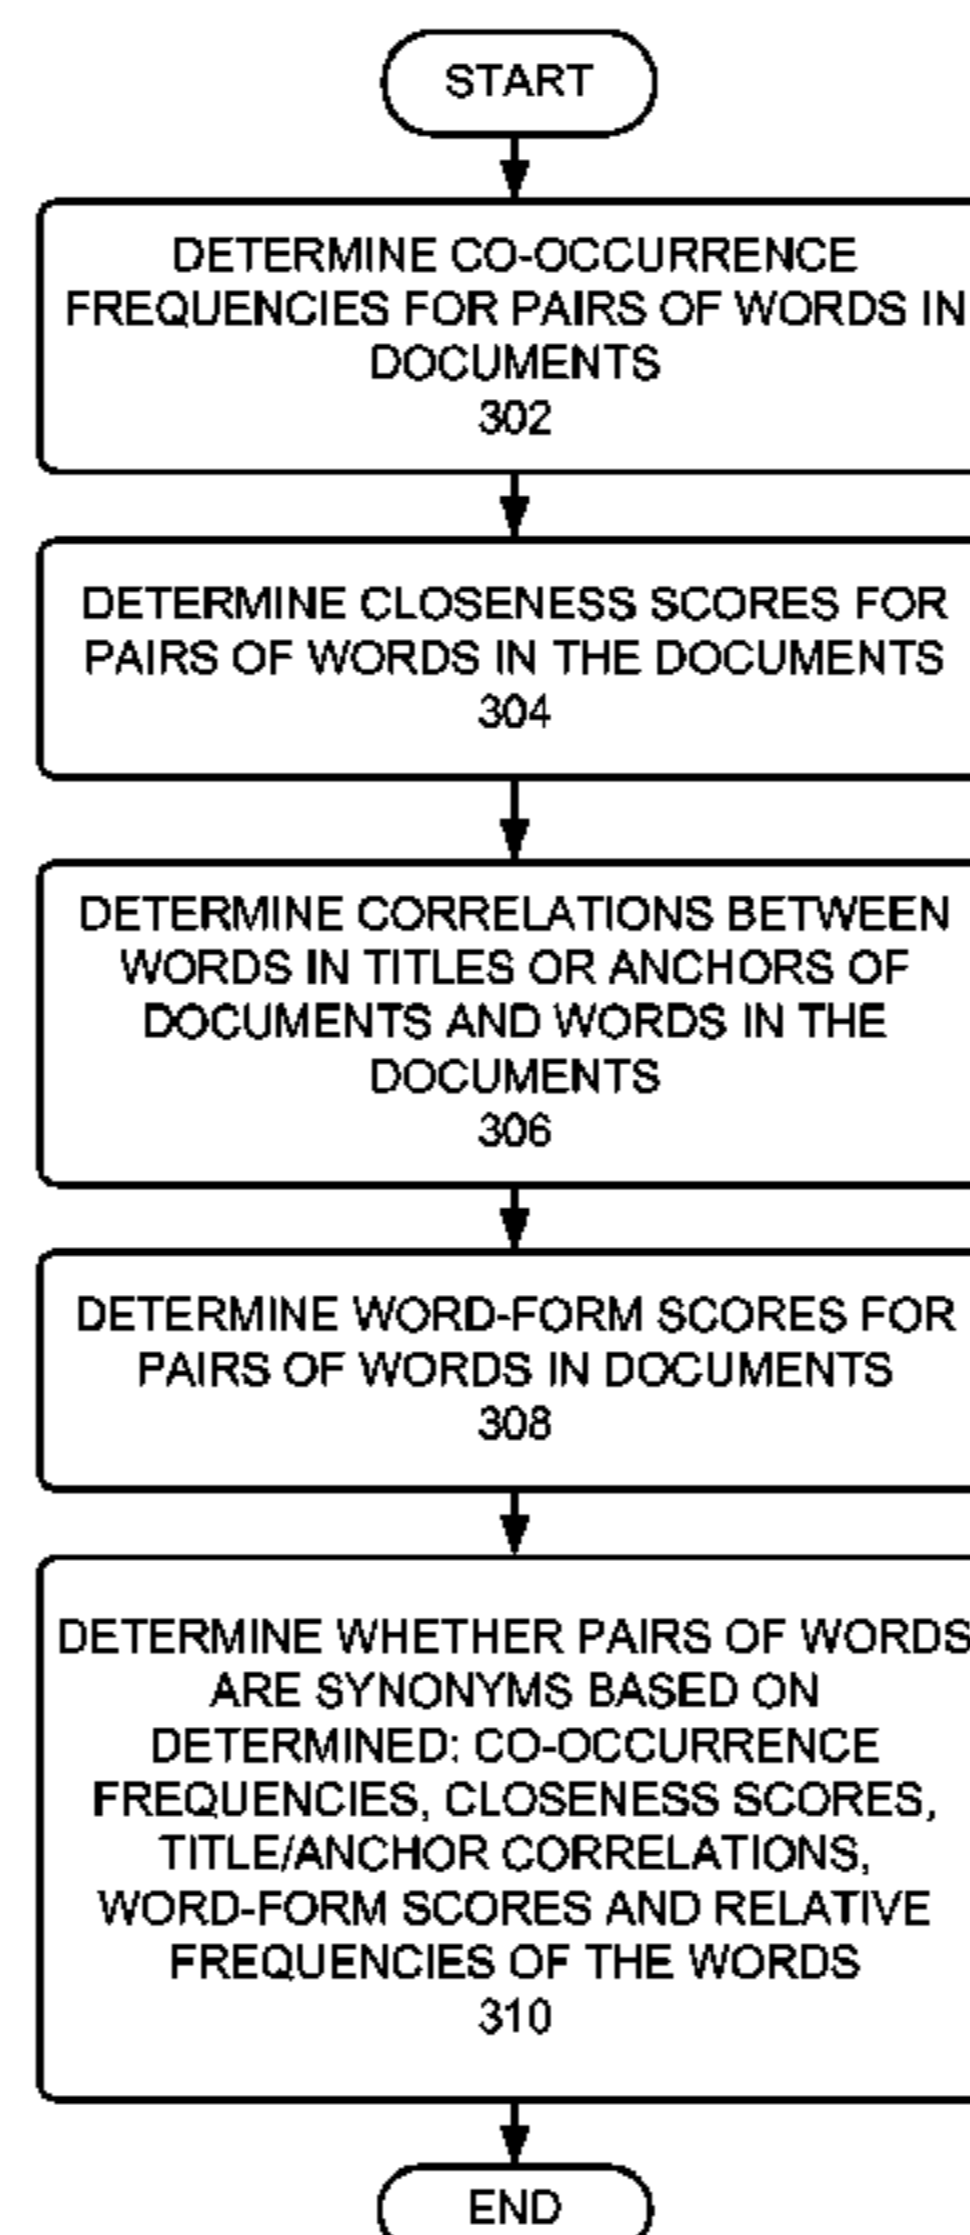 START
DETERMINE CO-OCCURRENCE
FREQUENCIES FOR PAIRS OF WORDS IN
DOCUMENTS
302
DETERMINE CLOSENESS SCORES FOR
PAIRS OF WORDS IN THE DOCUMENTS
304
DETERMINE CORRELATIONS BETWEEN
WORDS IN TITLES OR ANCHORS OF
DOCUMENTS AND WORDS IN THE
DOCUMENTS
306
DETERMINE WORD-FORM SCORES FOR
PAIRS OF WORDS IN DOCUMENTS
308
DETERMINE WHETHER PAIRS OF WORDS
ARE SYNONYMS BASED ON
DETERMINED: CO-OCCURRENCE
FREQUENCIES, CLOSENESS SCORES,
TITLE/ANCHOR CORRELATIONS,
WORD-FORM SCORES AND RELATIVE
FREQUENCIES OF THE WORDS
310
END